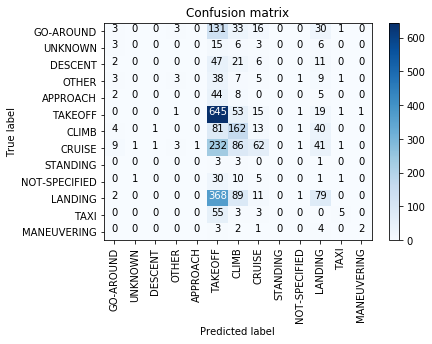 Confusion matrix
True label
GO-AROUND 3 0 0 3 0 131 33 16 0 0 30 1 0
UNKNOWN 3 0 0 0 0 15 6 3 0 0 6 0 0
DESCENT 2 0 0 0 0 47 21 6 0 0 11 0 0
OTHER 3 0 0 3 0 38 7 5 0 1 9 1 0
APPROACH 2 0 0 0 0 44 8 0 0 0 5 0 0
TAKEOFF 0 0 0 1 0 645 53 15 0 1 19 1 1
CLIMB 4 0 1 0 0 81 162 13 0 1 40 0 0
CRUISE 9 1 1 3 1 232 86 62 0 1 41 0 0
STANDING 0 0 0 0 0 3 3 0 0 0 1 0 0
NOT-SPECIFIED 0 1 0 0 0 30 10 5 0 0 1 1 0
LANDING 2 0 0 0 0 368 89 11 0 1 79 0 0
TAXI 0 0 0 0 0 55 3 3 0 0 0 5 0
MANEUVERING 0 0 0 0 0 3 2 1 0 0 4 0 2
GO-AROUND
UNKNOWN
DESCENT
OTHER
APPROACH
TAKEOFF
CLIMB
CRUISE
STANDING
NOT-SPECIFIED
LANDING
TAXI
MANEUVERING
Predicted label
600
500
400
300
200
100
0